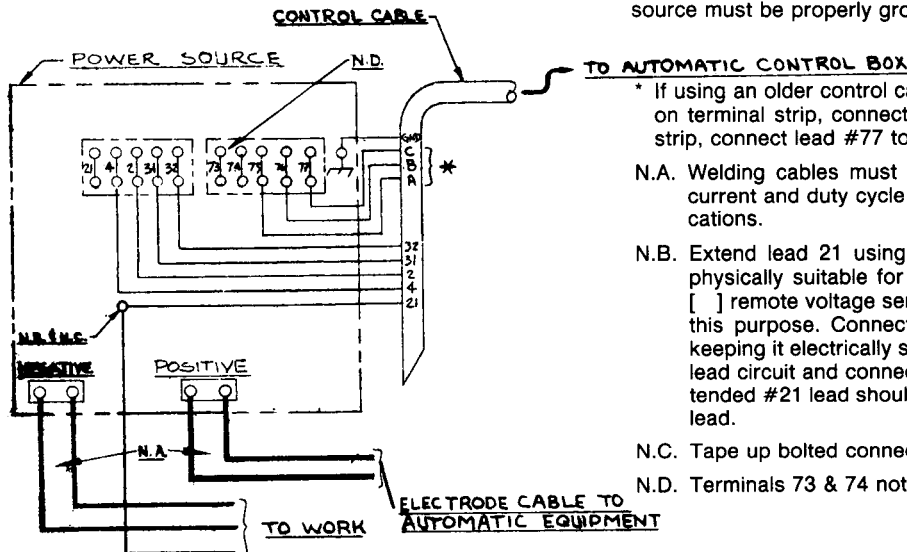 CONTROL CABLE
source must be properly gro
POWER SOURCE
N.D.
TO AUTOMATIC CONTROL BOX
* If using an older control ca
on terminal strip, connect
strip, connect lead #77 to
GND
C
B
A
*
21 4 2 31 32
73 74 75 76 77
N.A. Welding cables must
current and duty cycle
cations.
N.B. Extend lead 21 using
physically suitable for
[ ] remote voltage sen
this purpose. Connect
keeping it electrically s
lead circuit and connec
tended #21 lead shoul
lead.
32
31
2
4
21
N.B. & N.C.
NEGATIVE
POSITIVE
N.A.
N.C. Tape up bolted connec
N.D. Terminals 73 & 74 not
ELECTRODE CABLE TO
AUTOMATIC EQUIPMENT
TO WORK